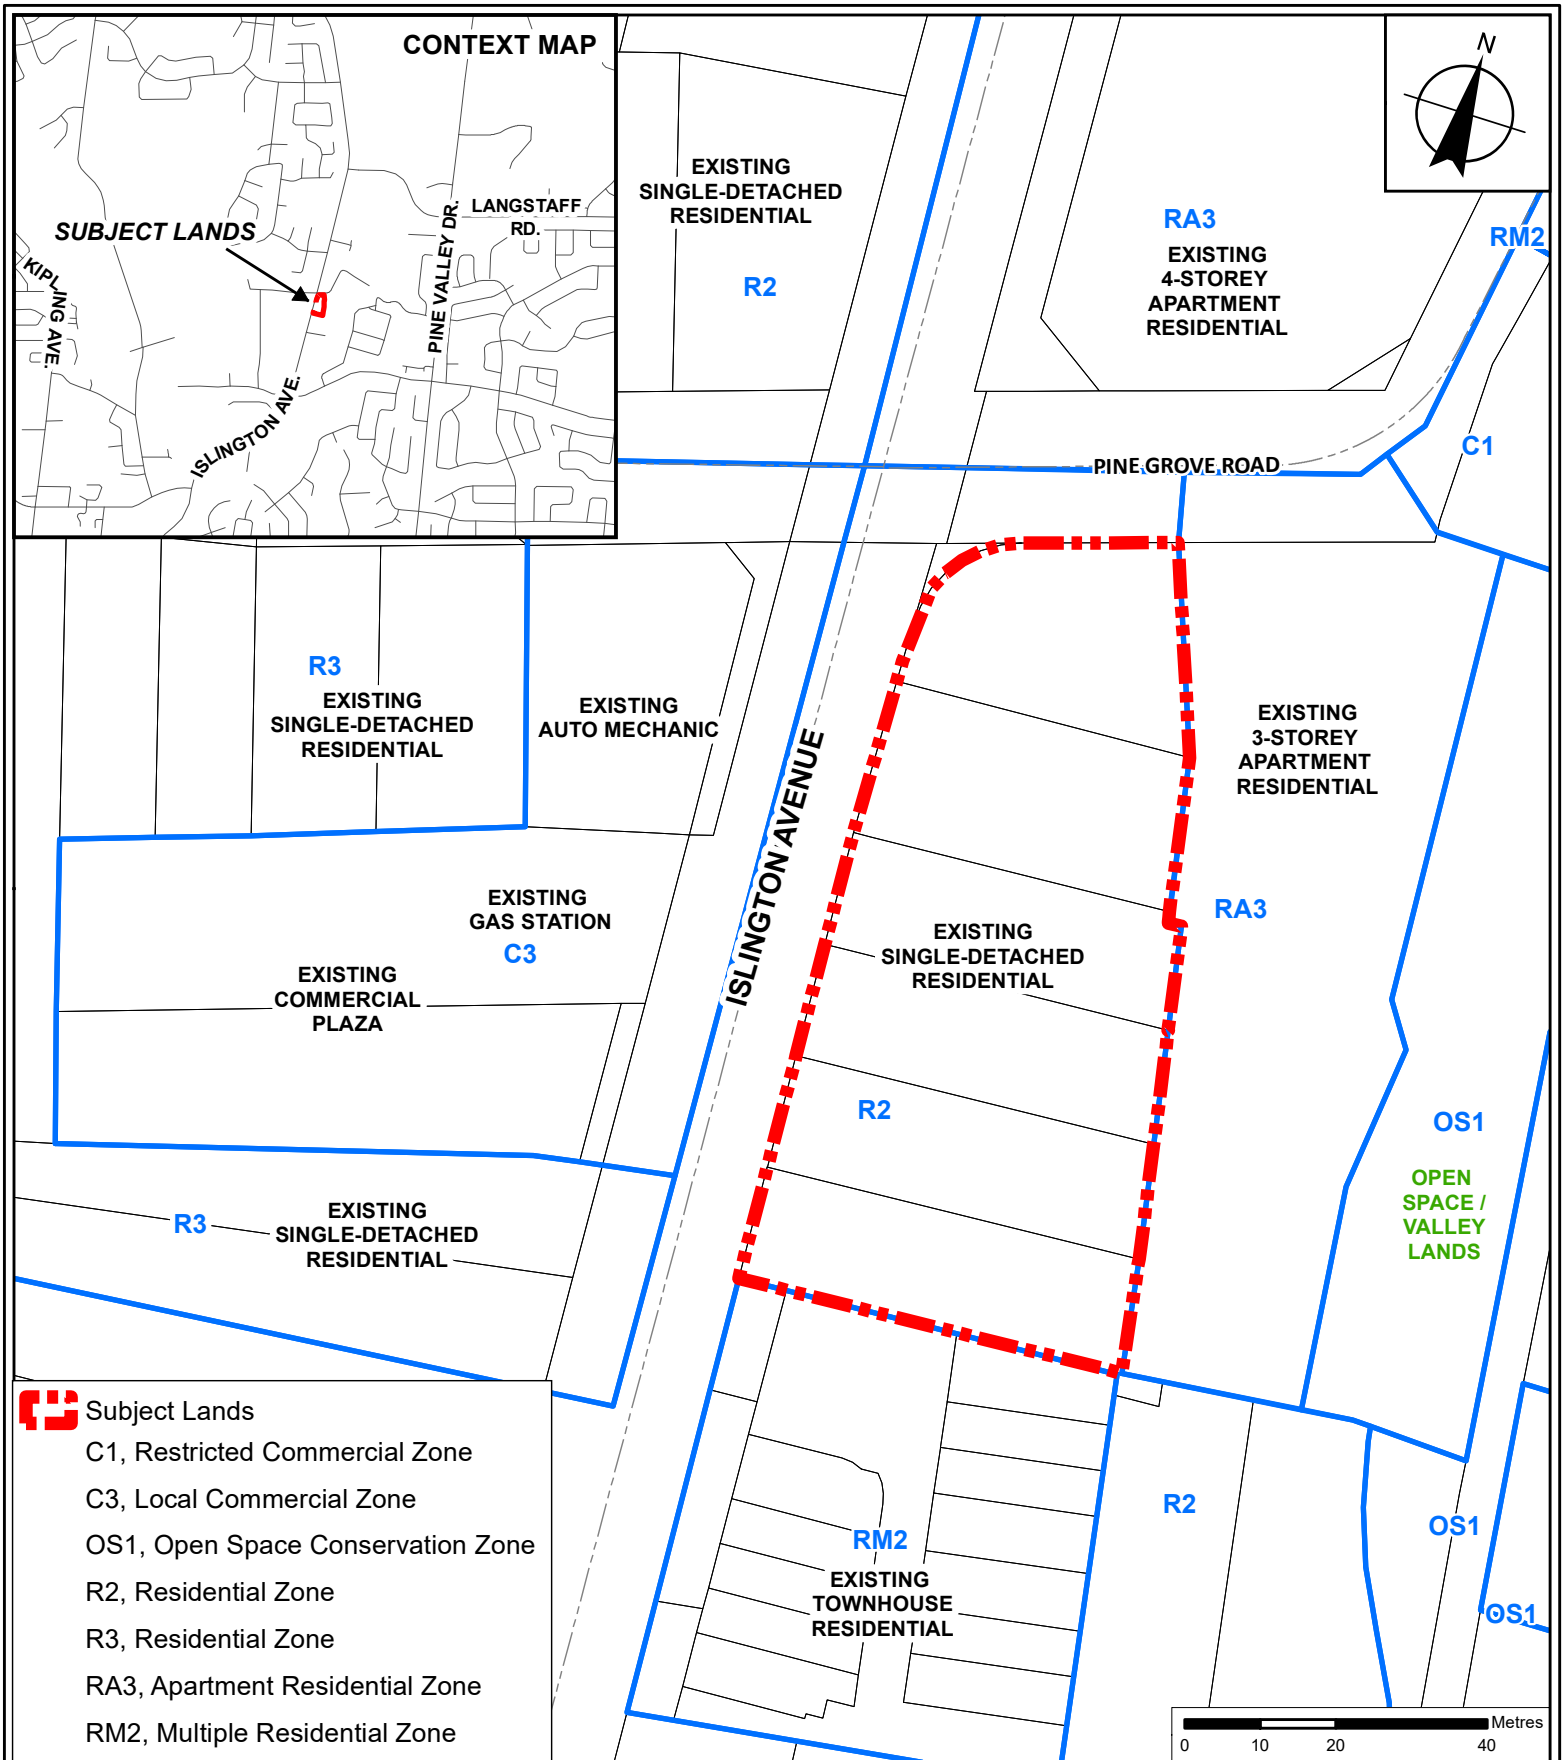 CONTEXT MAP
SUBJECT LANDS
LANGSTAFF
RD.
PINE VALLEY DR.
KIPLING AVE.
ISLINGTON AVE.
N
EXISTING
SINGLE-DETACHED
RESIDENTIAL
R2
RA3
EXISTING
4-STOREY
APARTMENT
RESIDENTIAL
RM2
C1
PINE GROVE ROAD
R3
EXISTING
SINGLE-DETACHED
RESIDENTIAL
EXISTING
AUTO MECHANIC
ISLINGTON AVENUE
EXISTING
3-STOREY
APARTMENT
RESIDENTIAL
RA3
EXISTING
GAS STATION
C3
EXISTING
COMMERCIAL
PLAZA
EXISTING
SINGLE-DETACHED
RESIDENTIAL
R2
OS1
OPEN
SPACE /
VALLEY
LANDS
R3
EXISTING
SINGLE-DETACHED
RESIDENTIAL
RM2
EXISTING
TOWNHOUSE
RESIDENTIAL
R2
OS1
OS1
Subject Lands
C1, Restricted Commercial Zone
C3, Local Commercial Zone
OS1, Open Space Conservation Zone
R2, Residential Zone
R3, Residential Zone
RA3, Apartment Residential Zone
RM2, Multiple Residential Zone
Metres
0 10 20 40